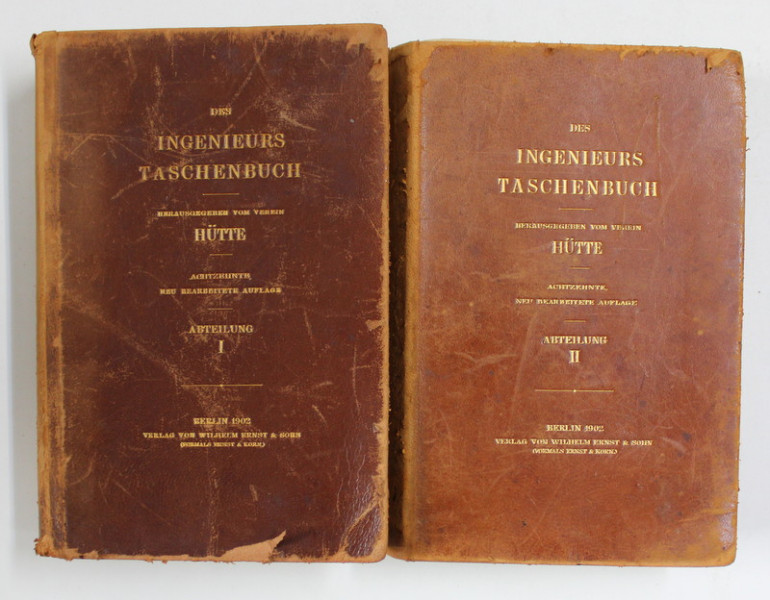 DES
INGENIEURS
TASCHENBUCH
HERAUSGEGEBEN VOM VEREIN
HÜTTE
ACHTZEHNTE,
NEU BEARBEITETE AUFLAGE
ABTEILUNG
I
BERLIN 1902
VERLAG VON WILHELM ERNST & SOHN
(VORMALS ERNST & KORN.)
DES
INGENIEURS
TASCHENBUCH
HERAUSGEGEBEN VOM VEREIN
HÜTTE
ACHTZEHNTE,
NEU BEARBEITETE AUFLAGE
ABTEILUNG
II
BERLIN 1902
VERLAG VON WILHELM ERNST & SOHN
(VORMALS ERNST & KORN.)